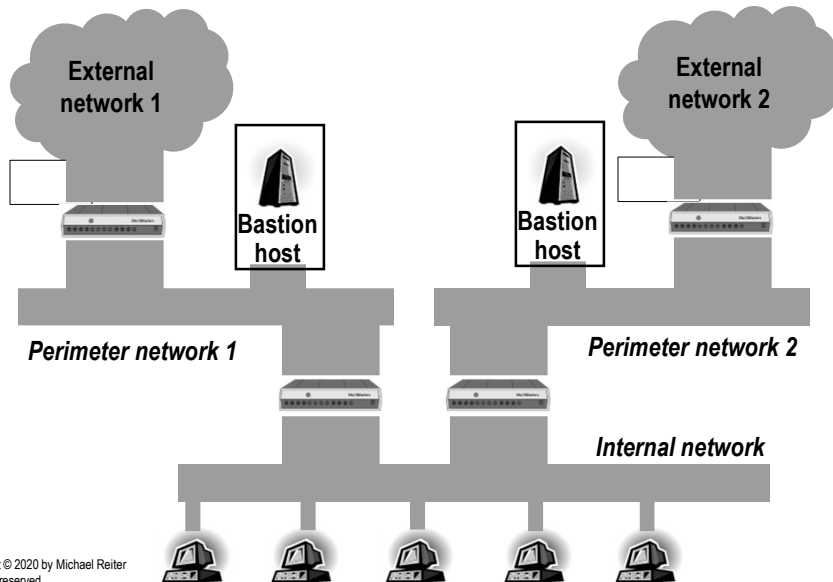 External
network 1
External
network 2
Bastion
host
Bastion
host
Perimeter network 1
Perimeter network 2
Internal network
© 2020 by Michael Reiter
reserved